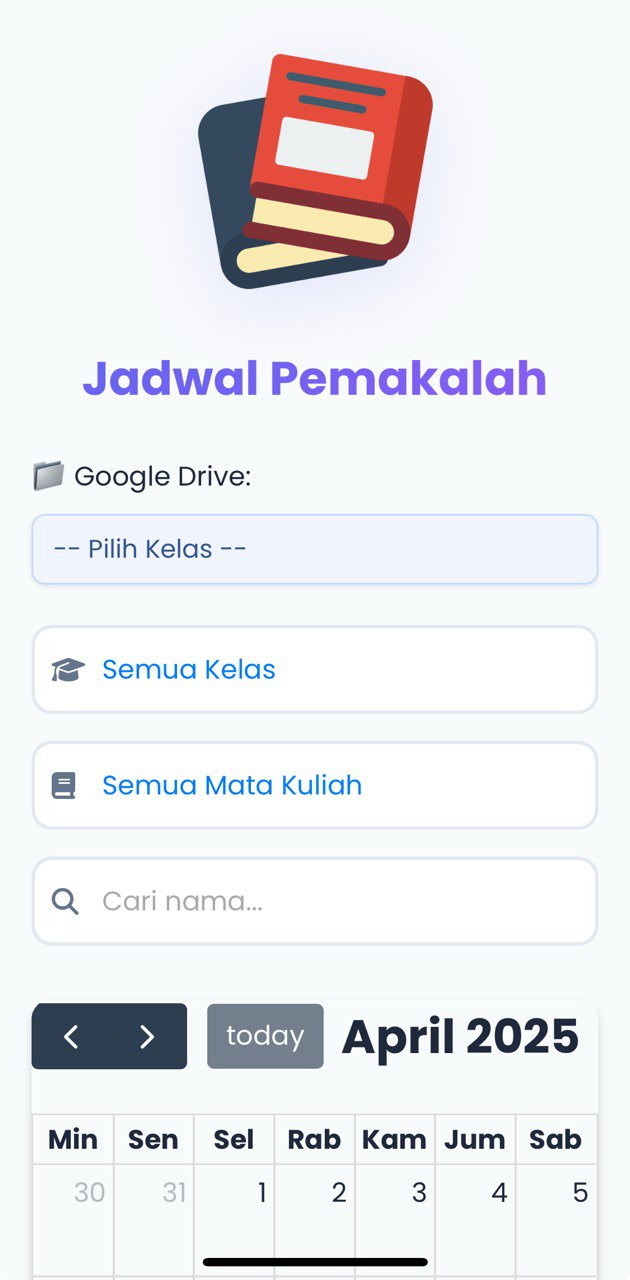 Jadwal Pemakalah
Google Drive:
-- Pilih Kelas --
Semua Kelas
Semua Mata Kuliah
Cari nama...
today April 2025
Min Sen Sel Rab Kam Jum Sab
30 31 1 2 3 4 5